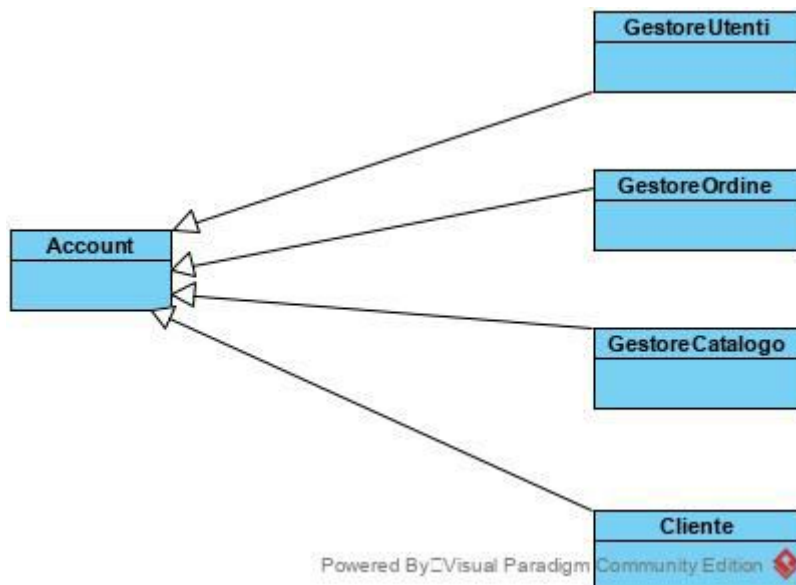 GestoreUtenti
GestoreOrdine
Account
GestoreCatalogo
Cliente
Powered By Visual Paradigm Community Edition